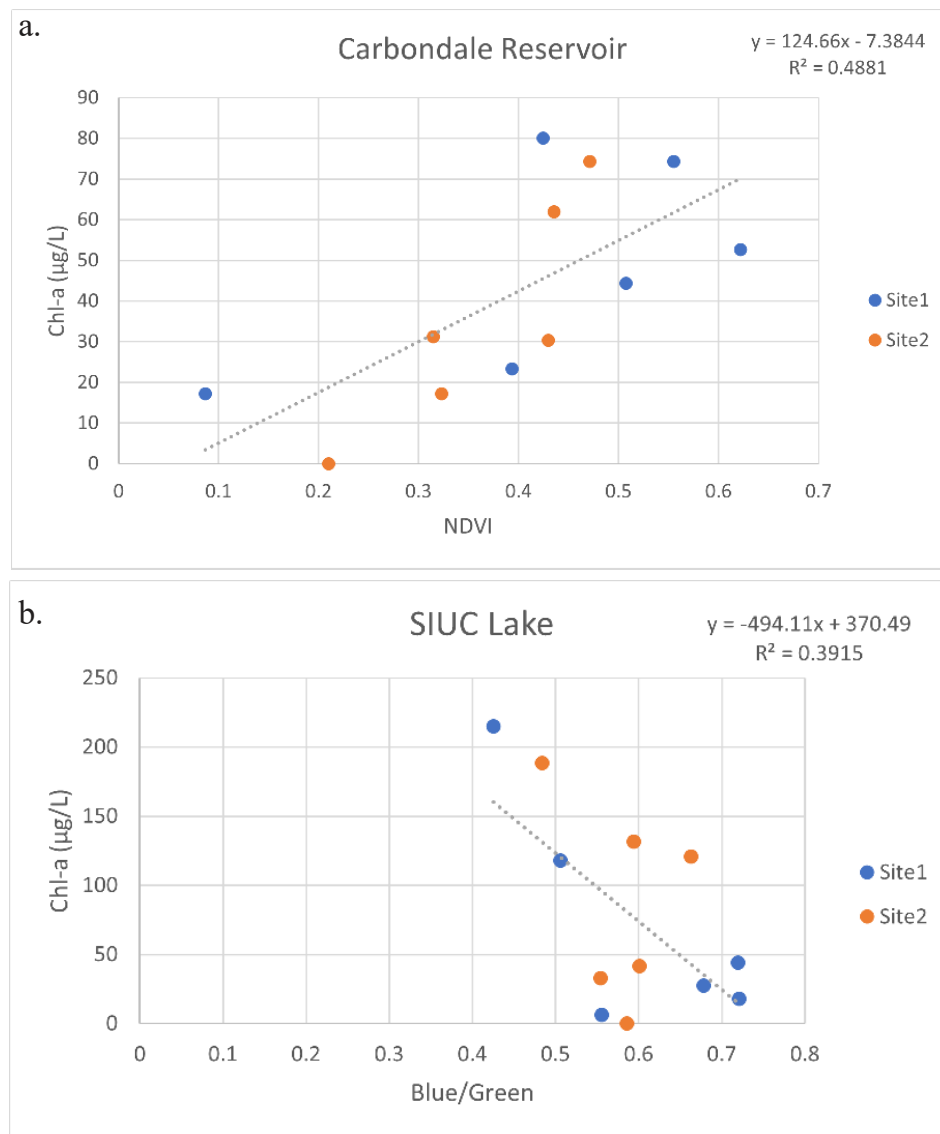 a.
Carbondale Reservoir
y = 124.66x - 7.3844
R² = 0.4881
90
80
70
60
50
40
30
20
10
0
Chl-a (µg/L)
0 0.1 0.2 0.3 0.4 0.5 0.6 0.7
NDVI
Site1
Site2
b.
SIUC Lake
y = -494.11x + 370.49
R² = 0.3915
250
200
150
100
50
0
Chl-a (µg/L)
0 0.1 0.2 0.3 0.4 0.5 0.6 0.7 0.8
Blue/Green
Site1
Site2